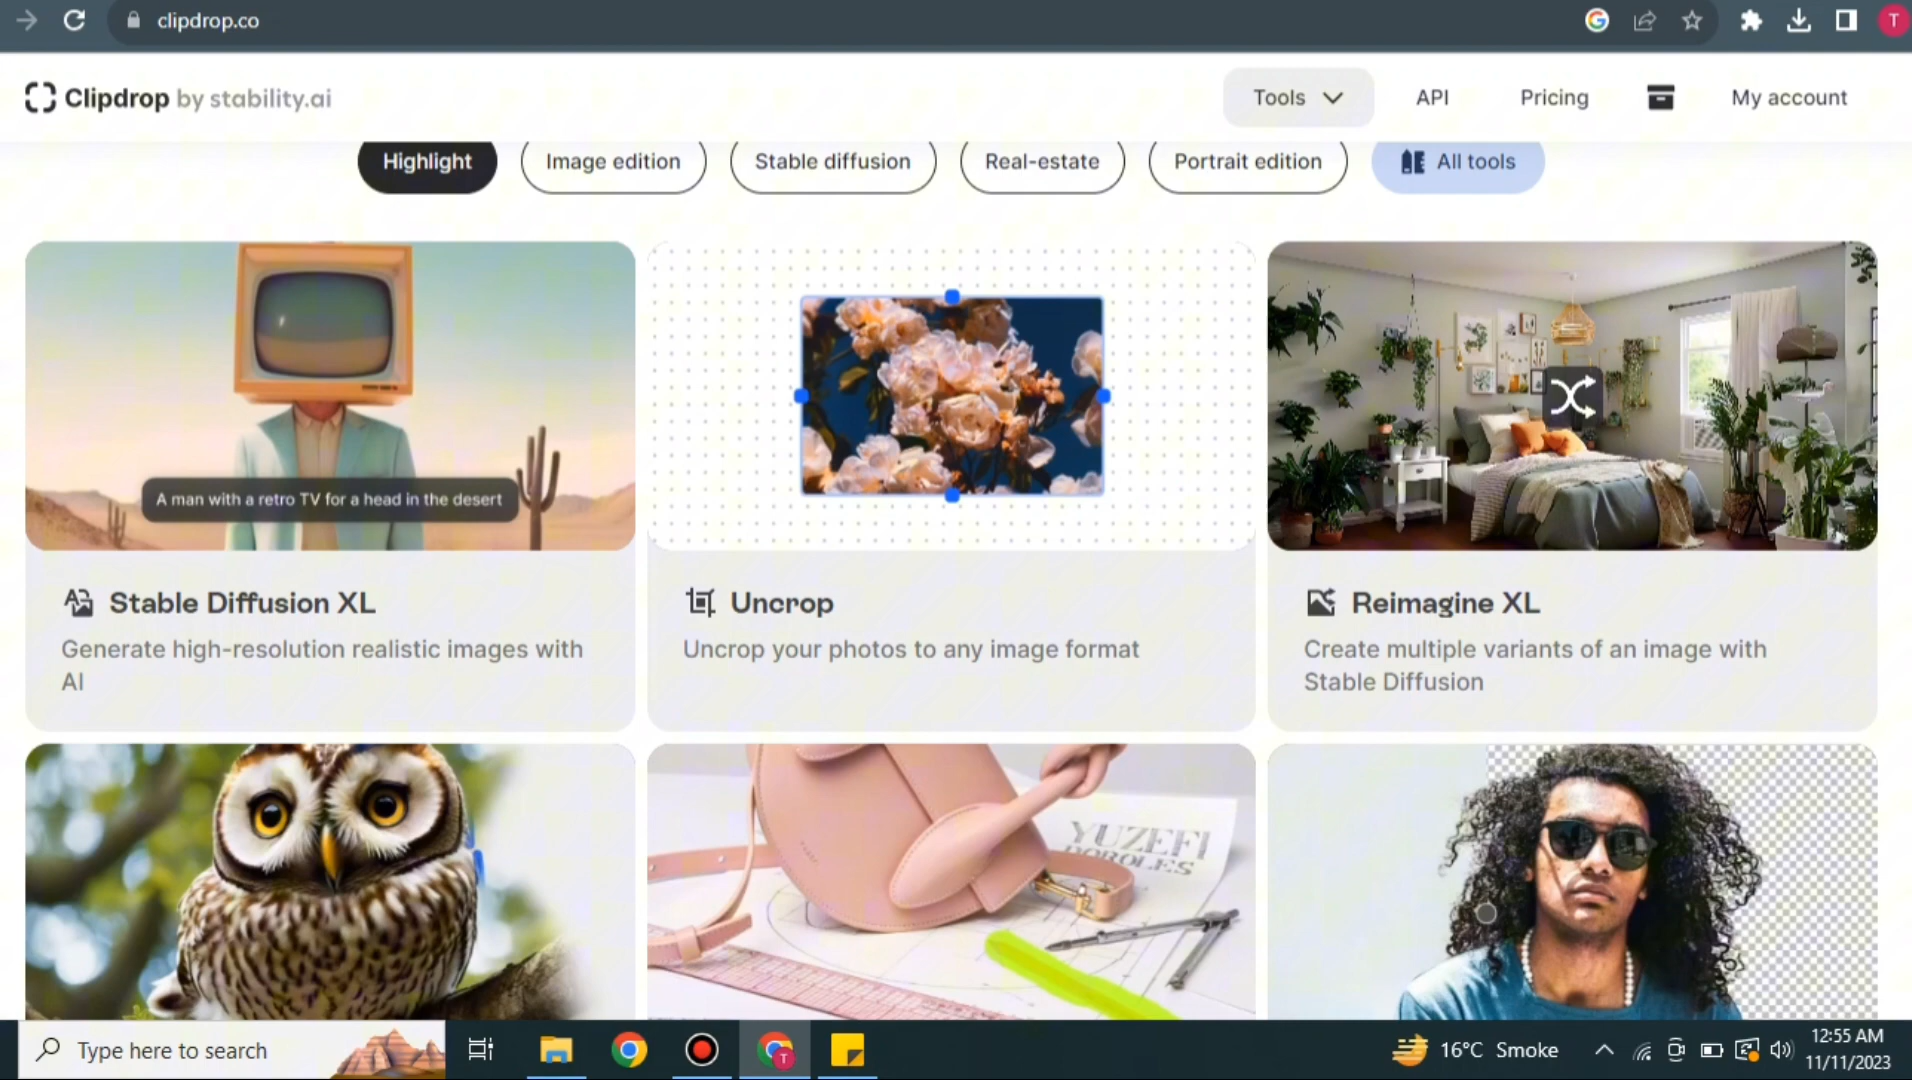 clipdrop.co
T
Clipdrop by stability.ai
Tools
API
Pricing
My account
Highlight
Image edition
Stable diffusion
Real-estate
Portrait edition
All tools
A man with a retro TV for a head in the desert
Stable Diffusion XL
Generate high-resolution realistic images with
AI
Uncrop
Uncrop your photos to any image format
Reimagine XL
Create multiple variants of an image with
Stable Diffusion
YUZEFI
DOROLES
Type here to search
T
16°C Smoke
12:55 AM
11/11/2023